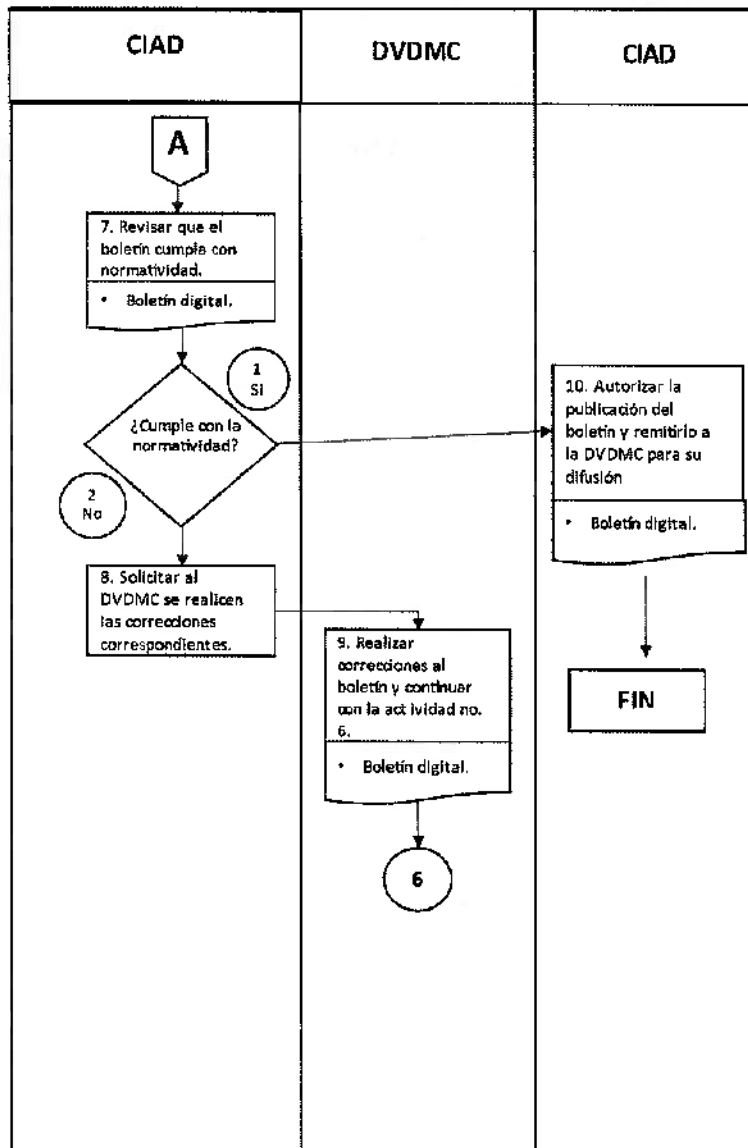 CIAD
DVDMC
CIAD
A
7. Revisar que el
boletín cumpla con
normatividad.
• Boletín digital.
1
Si
¿Cumple con la
normatividad?
2
No
8. Solicitar al
DVDMC se realicen
las correcciones
correspondientes.
9. Realizar
correcciones al
boletín y continuar
con la actividad no.
6.
• Boletín digital.
6
10. Autorizar la
publicación del
boletín y remitirlo a
la DVDMC para su
difusión
• Boletín digital.
FIN